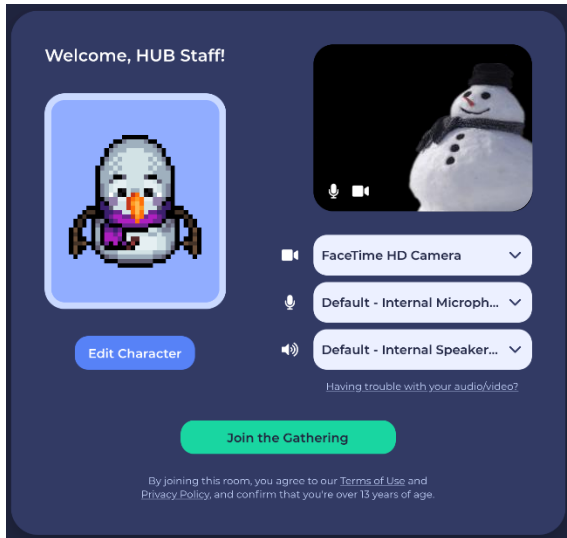 Welcome, HUB Staff!
FaceTime HD Camera
Default - Internal Microph...
Default - Internal Speaker...
Edit Character
Having trouble with your audio/video?
Join the Gathering
By joining this room, you agree to our Terms of Use and
Privacy Policy, and confirm that you're over 13 years of age.